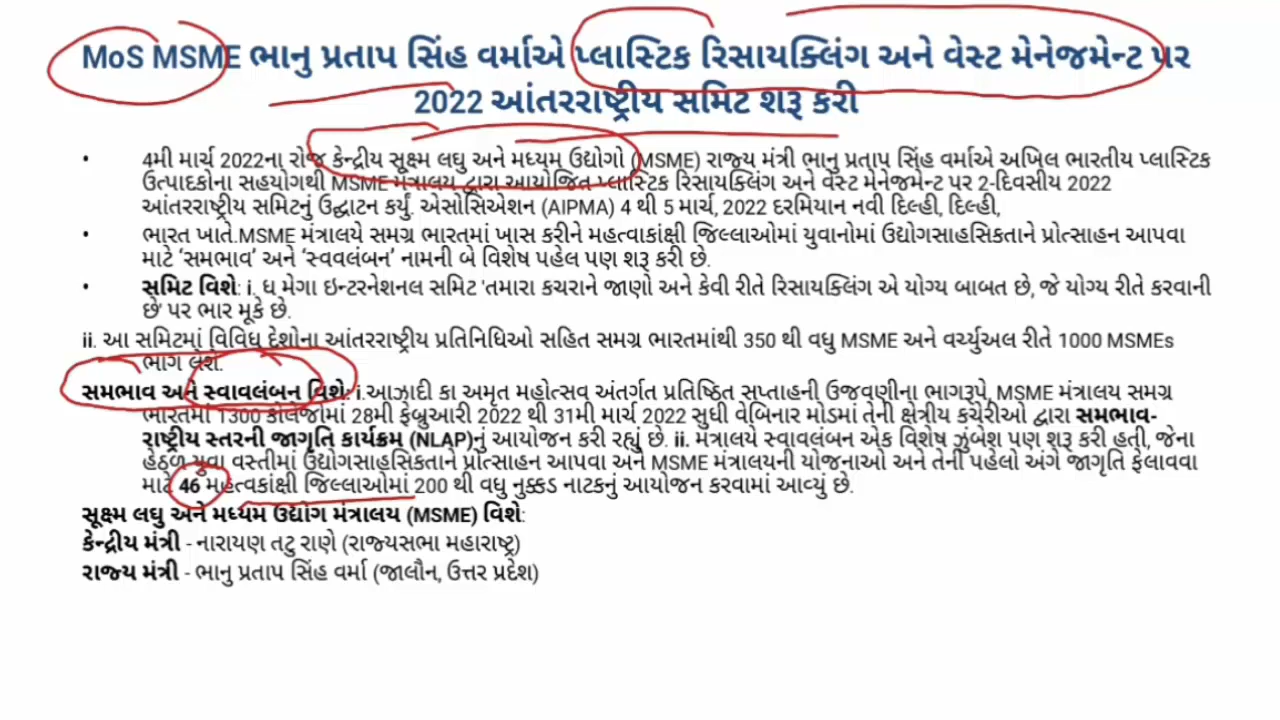 MoS MSME ભાનુ પ્રતાપ સિંહ વર્માએ પ્લાસ્ટિક રિસાયક્લિંગ અને વેસ્ટ મેનેજમેન્ટ પર
2022 આંતરરાષ્ટ્રીય સમિટ શરૂ કરી
• 4મી માર્ચ 2022ના રોજ કેન્દ્રીય સૂક્ષ્મ લઘુ અને મધ્યમ ઉદ્યોગો (MSME) રાજ્ય મંત્રી ભાનુ પ્રતાપ સિંહ વર્માએ અખિલ ભારતીય પ્લાસ્ટિક
ઉત્પાદકોના સહયોગથી MSME મંત્રાલય દ્વારા આયોજિત પ્લાસ્ટિક રિસાયક્લિંગ અને વેસ્ટ મેનેજમેન્ટ પર 2-દિવસીય 2022
આંતરરાષ્ટ્રીય સમિટનું ઉદ્ઘાટન કર્યું. એસોસિએશન (AIPMA) 4 થી 5 માર્ચ, 2022 દરમિયાન નવી દિલ્હી, દિલ્હી,
• ભારત ખાતે.MSME મંત્રાલયે સમગ્ર ભારતમાં ખાસ કરીને મહત્વાકાંક્ષી જિલ્લાઓમાં યુવાનોમાં ઉદ્યોગસાહસિકતાને પ્રોત્સાહન આપવા
માટે ‘સમભાવ’ અને ‘સ્વવલંબન’ નામની બે વિશેષ પહેલ પણ શરૂ કરી છે.
• સમિટ વિશે: i. ધ મેગા ઇન્ટરનેશનલ સમિટ 'તમારા કચરાને જાણો અને કેવી રીતે રિસાયક્લિંગ એ યોગ્ય બાબત છે, જે યોગ્ય રીતે કરવાની
છે' પર ભાર મૂકે છે.
ii. આ સમિટમાં વિવિધ દેશોના આંતરરાષ્ટ્રીય પ્રતિનિધિઓ સહિત સમગ્ર ભારતમાંથી 350 થી વધુ MSME અને વર્ચ્યુઅલ રીતે 1000 MSMEs
ભાગ લેશે.
સમભાવ અને સ્વાવલંબન વિશે: i.આઝાદી કા અમૃત મહોત્સવ અંતર્ગત પ્રતિષ્ઠિત સપ્તાહની ઉજવણીના ભાગરૂપે, MSME મંત્રાલય સમગ્ર
ભારતમાં 1300 કોલેજોમાં 28મી ફેબ્રુઆરી 2022 થી 31મી માર્ચ 2022 સુધી વેબિનાર મોડમાં તેની ક્ષેત્રીય કચેરીઓ દ્વારા સમભાવ-
રાષ્ટ્રીય સ્તરની જાગૃતિ કાર્યક્રમ (NLAP)નું આયોજન કરી રહ્યું છે. ii. મંત્રાલયે સ્વાવલંબન એક વિશેષ ઝુંબેશ પણ શરૂ કરી હતી, જેના
હેઠળ યુવા વસ્તીમાં ઉદ્યોગસાહસિકતાને પ્રોત્સાહન આપવા અને MSME મંત્રાલયની યોજનાઓ અને તેની પહેલો અંગે જાગૃતિ ફેલાવવા
માટે 46 મહત્વકાંક્ષી જિલ્લાઓમાં 200 થી વધુ નુક્કડ નાટકનું આયોજન કરવામાં આવ્યું છે.
સૂક્ષ્મ લઘુ અને મધ્યમ ઉદ્યોગ મંત્રાલય (MSME) વિશે:
કેન્દ્રીય મંત્રી - નારાયણ તટુ રાણે (રાજ્યસભા મહારાષ્ટ્ર)
રાજ્ય મંત્રી - ભાનુ પ્રતાપ સિંહ વર્મા (જાલૌન, ઉત્તર પ્રદેશ)